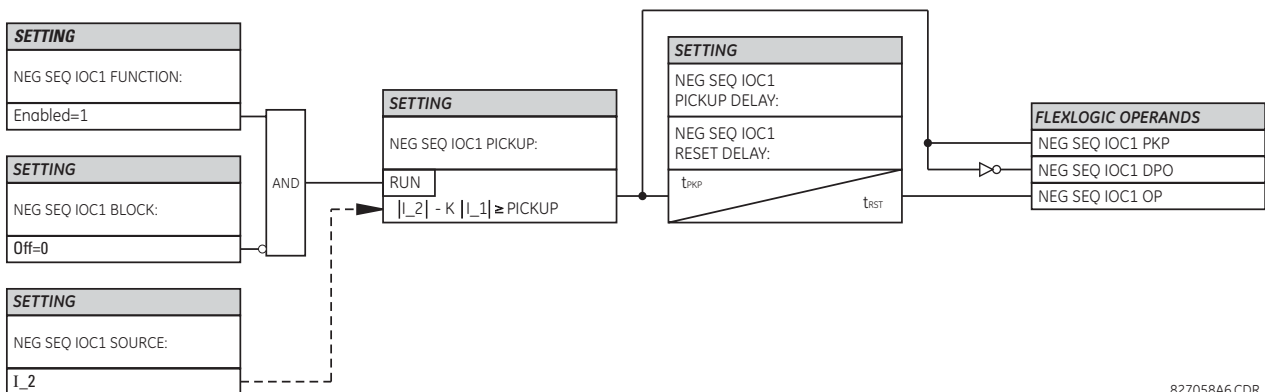 SETTING
NEG SEQ IOC1 FUNCTION:
Enabled=1
SETTING
NEG SEQ IOC1 BLOCK:
Off=0
SETTING
NEG SEQ IOC1 SOURCE:
I_2
AND
SETTING
NEG SEQ IOC1 PICKUP:
RUN
|I_2| - K |I_1| ≥ PICKUP
SETTING
NEG SEQ IOC1
PICKUP DELAY:
NEG SEQ IOC1
RESET DELAY:
tPKP
tRST
FLEXLOGIC OPERANDS
NEG SEQ IOC1 PKP
NEG SEQ IOC1 DPO
NEG SEQ IOC1 OP
827058A6.CDR